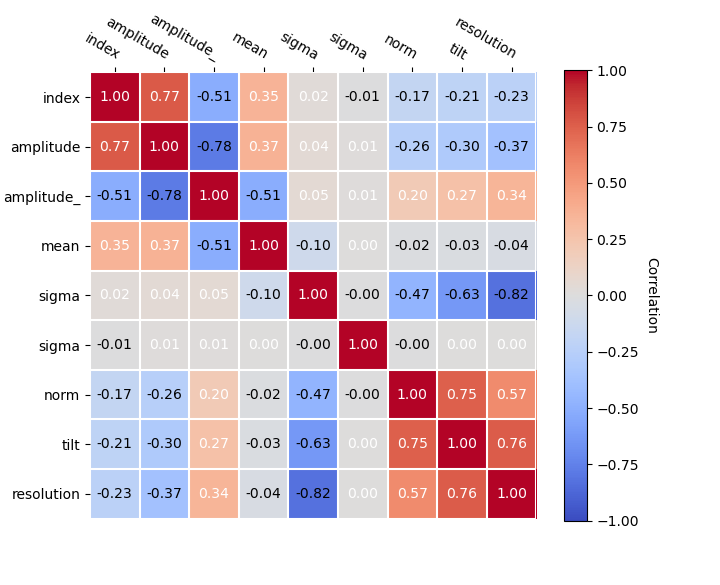 index amplitude amplitude_ mean sigma sigma norm tilt resolution
index 1.00 0.77 -0.51 0.35 0.02 -0.01 -0.17 -0.21 -0.23
amplitude 0.77 1.00 -0.78 0.37 0.04 0.01 -0.26 -0.30 -0.37
amplitude_ -0.51 -0.78 1.00 -0.51 0.05 0.01 0.20 0.27 0.34
mean 0.35 0.37 -0.51 1.00 -0.10 0.00 -0.02 -0.03 -0.04
sigma 0.02 0.04 0.05 -0.10 1.00 -0.00 -0.47 -0.63 -0.82
sigma -0.01 0.01 0.01 0.00 -0.00 1.00 -0.00 0.00 0.00
norm -0.17 -0.26 0.20 -0.02 -0.47 -0.00 1.00 0.75 0.57
tilt -0.21 -0.30 0.27 -0.03 -0.63 0.00 0.75 1.00 0.76
resolution -0.23 -0.37 0.34 -0.04 -0.82 0.00 0.57 0.76 1.00
1.00
0.75
0.50
0.25
0.00
−0.25
−0.50
−0.75
−1.00
Correlation